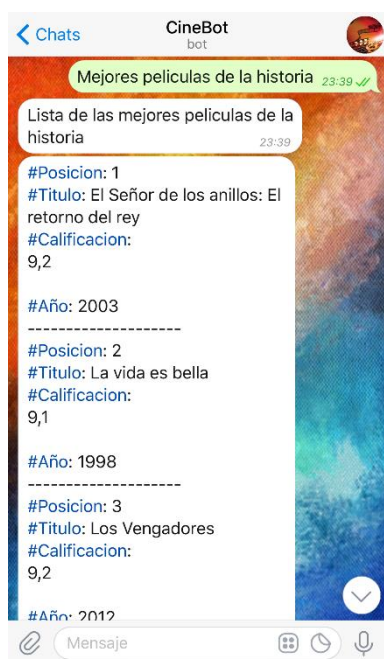 Chats
CineBot
bot
Mejores peliculas de la historia 23:39
Lista de las mejores peliculas de la
historia
23:39
#Posicion: 1
#Titulo: El Señor de los anillos: El
retorno del rey
#Calificacion:
9,2
#Año: 2003
--------------------
#Posicion: 2
#Titulo: La vida es bella
#Calificacion:
9,1
#Año: 1998
--------------------
#Posicion: 3
#Titulo: Los Vengadores
#Calificacion:
9,2
#Año: 2012
Mensaje